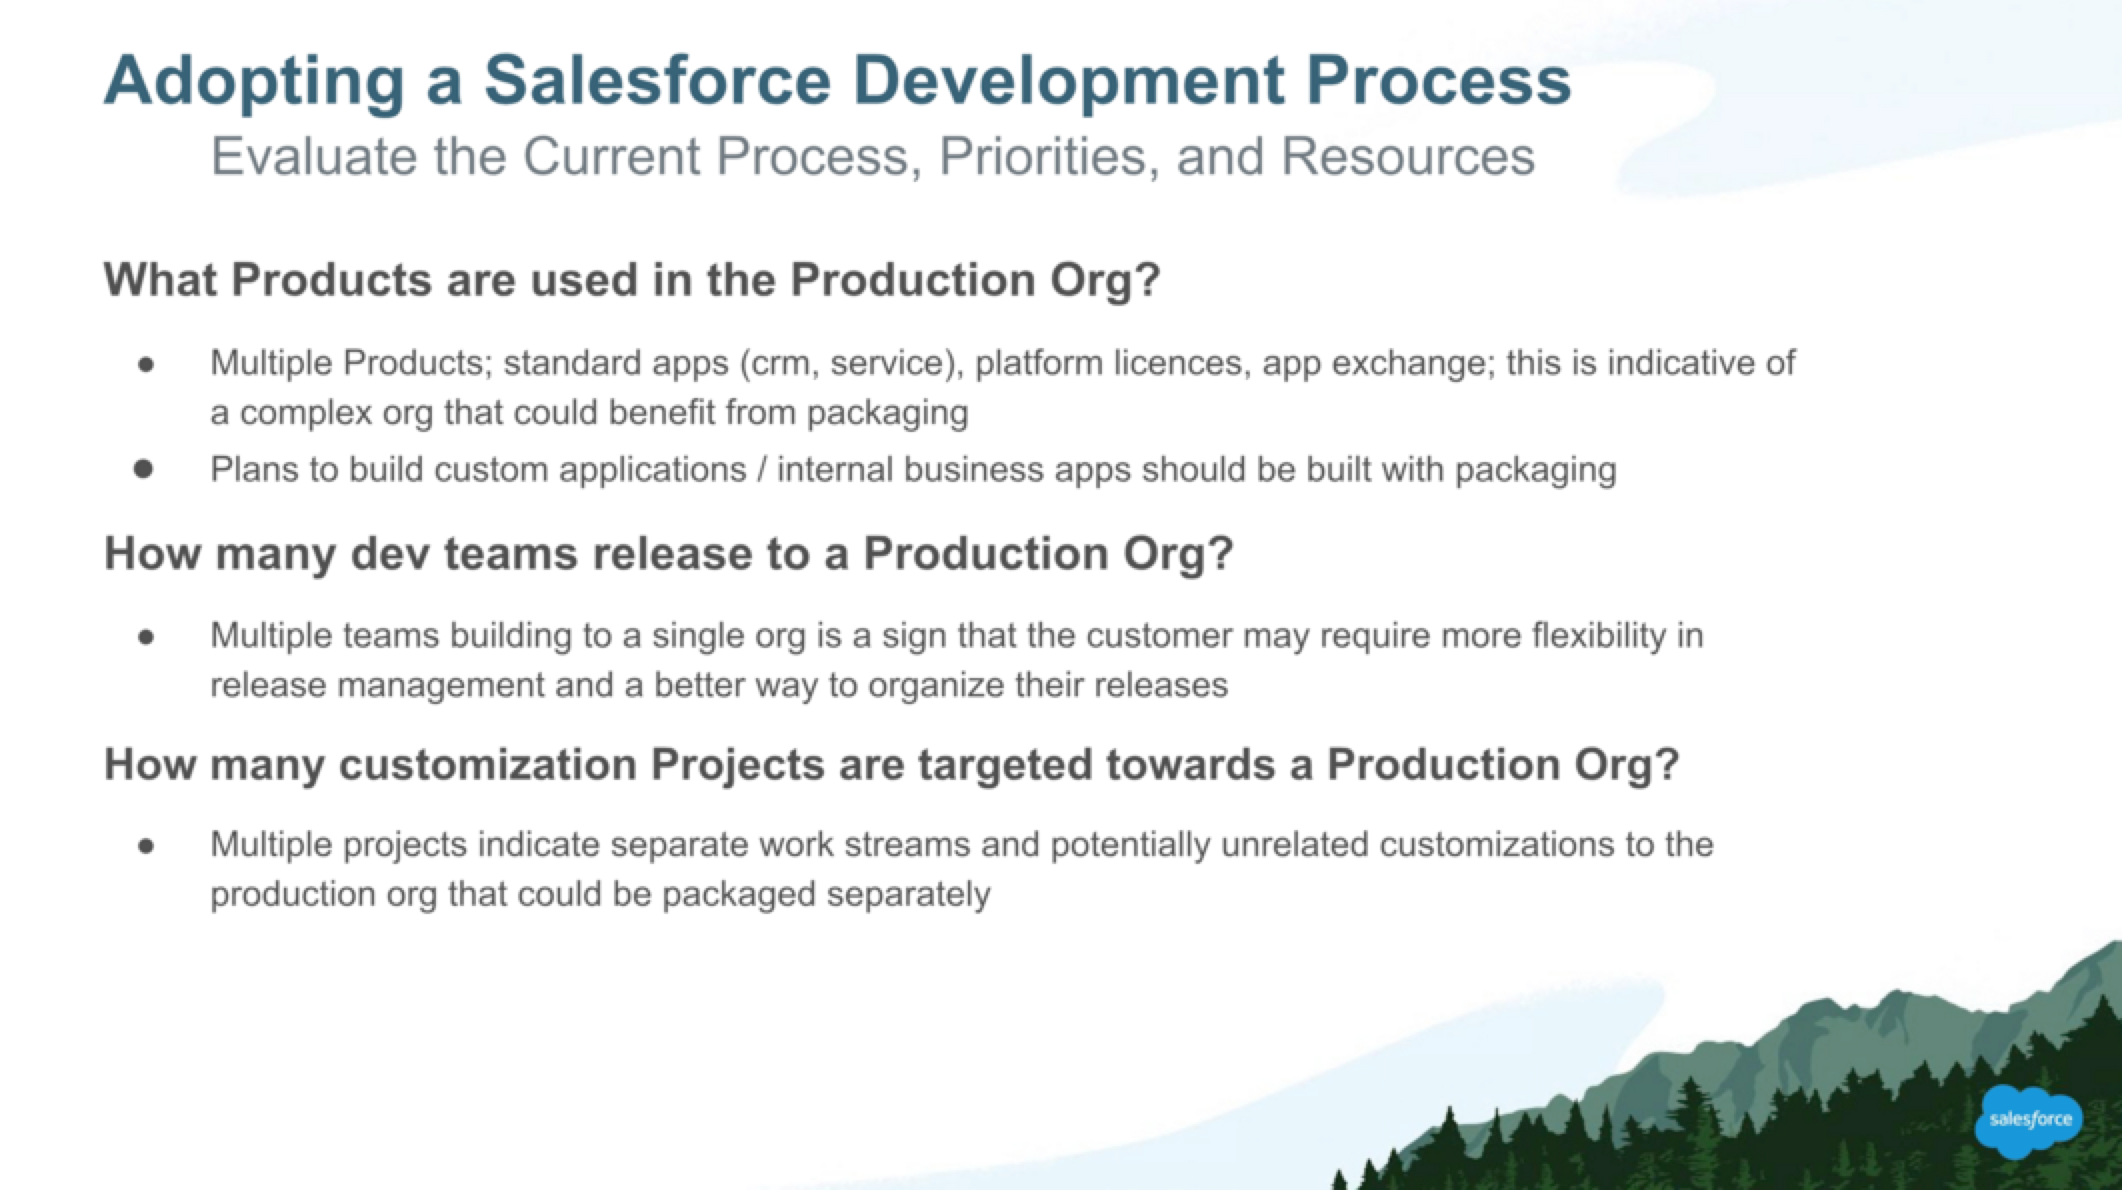 Adopting a Salesforce Development Process
Evaluate the Current Process, Priorities, and Resources
What Products are used in the Production Org?
● Multiple Products; standard apps (crm, service), platform licences, app exchange; this is indicative of
a complex org that could benefit from packaging
● Plans to build custom applications / internal business apps should be built with packaging
How many dev teams release to a Production Org?
● Multiple teams building to a single org is a sign that the customer may require more flexibility in
release management and a better way to organize their releases
How many customization Projects are targeted towards a Production Org?
● Multiple projects indicate separate work streams and potentially unrelated customizations to the
production org that could be packaged separately
salesforce